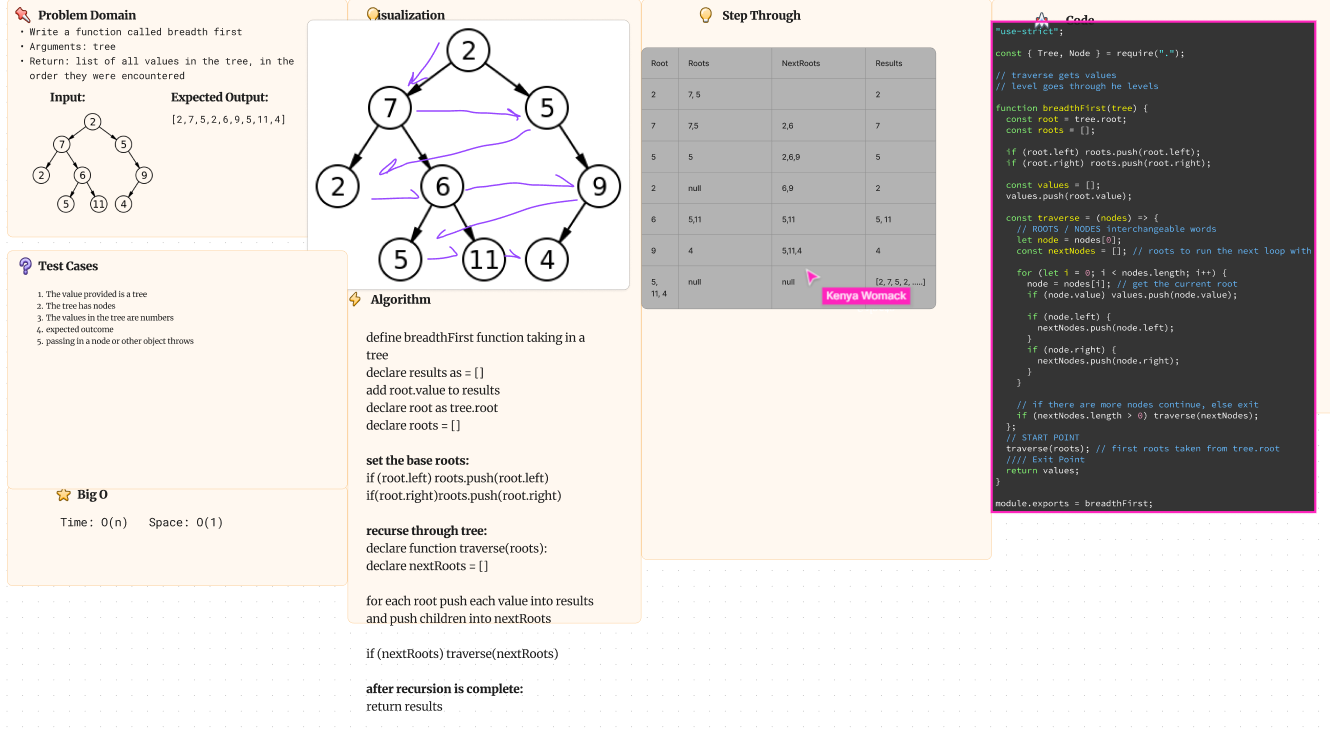 Problem Domain
• Write a function called breadth first
• Arguments: tree
• Return: list of all values in the tree, in the
order they were encountered
Input:
Expected Output:
[2,7,5,2,6,9,5,11,4]
2
7 5
2 6 9
5 11 4
Test Cases
1. The value provided is a tree
2. The tree has nodes
3. The values in the tree are numbers
4. expected outcome
5. passing in a node or other object throws
Big O
Time: O(n) Space: O(1)
isualization
2
7 5
2 6 9
5 11 4
Algorithm
define breadthFirst function taking in a
tree
declare results as = []
add root.value to results
declare root as tree.root
declare roots = []
set the base roots:
if (root.left) roots.push(root.left)
if(root.right)roots.push(root.right)
recurse through tree:
declare function traverse(roots):
declare nextRoots = []
for each root push each value into results
and push children into nextRoots
if (nextRoots) traverse(nextRoots)
after recursion is complete:
return results
Step Through
Root Roots NextRoots Results
2 7, 5 2
7 7,5 2,6 7
5 5 2,6,9 5
2 null 6,9 2
6 5,11 5,11 5, 11
9 4 5,11,4 4
5, null null [2, 7, 5, 2, .....]
11, 4
Kenya Womack
Code
"use-strict";
const { Tree, Node } = require(".");
// traverse gets values
// level goes through he levels
function breadthFirst(tree) {
const root = tree.root;
const roots = [];
if (root.left) roots.push(root.left);
if (root.right) roots.push(root.right);
const values = [];
values.push(root.value);
const traverse = (nodes) => {
// ROOTS / NODES interchangeable words
let node = nodes[0];
const nextNodes = []; // roots to run the next loop with
for (let i = 0; i < nodes.length; i++) {
node = nodes[i]; // get the current root
if (node.value) values.push(node.value);
if (node.left) {
nextNodes.push(node.left);
}
if (node.right) {
nextNodes.push(node.right);
}
}
// if there are more nodes continue, else exit
if (nextNodes.length > 0) traverse(nextNodes);
};
// START POINT
traverse(roots); // first roots taken from tree.root
//// Exit Point
return values;
}
module.exports = breadthFirst;